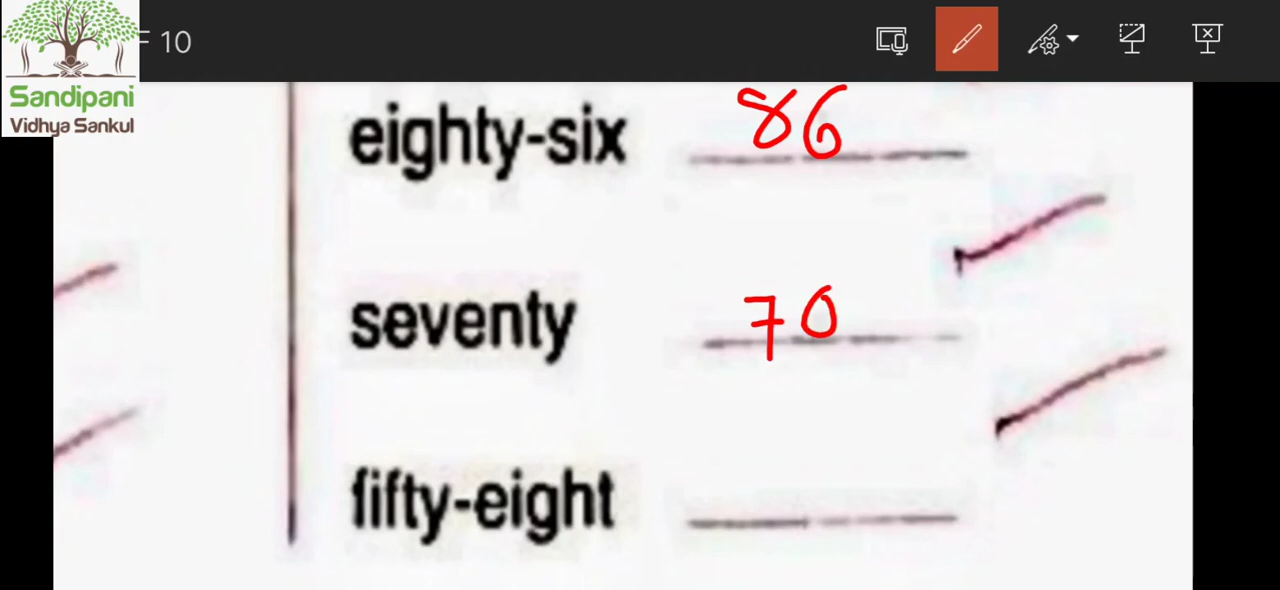 10
Sandipani
Vidhya Sankul
eighty-six 86
seventy 70
fifty-eight